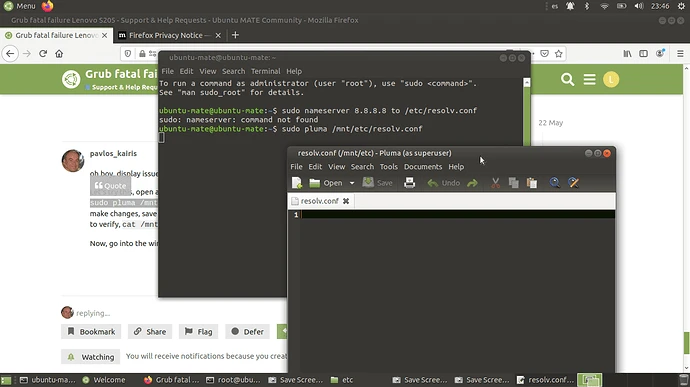 Menu
es
23:46
Grub fatal failure Lenovo S205 - Support & Help Requests - Ubuntu MATE Community - Mozilla Firefox
Grub fatal failure Lenovo
Firefox Privacy Notice —
ubuntu-mate@ubuntu-mate: ~
File Edit View Search Terminal Help
To run a command as administrator (user "root"), use "sudo <command>".
See "man sudo_root" for details.
ubuntu-mate@ubuntu-mate:~$ sudo nameserver 8.8.8.8 to /etc/resolv.conf
sudo: nameserver: command not found
ubuntu-mate@ubuntu-mate:~$ sudo pluma /mnt/etc/resolv.conf
Grub fatal fail
Support & Help Reque
L
22 May
pavlos_kairis
oh boy, display issue
Quote
, open a
sudo pluma /mnt
make changes, save
to verify, cat /mnt
Now, go into the wir
resolv.conf (/mnt/etc) - Pluma (as superuser)
File Edit View Search Tools Documents Help
Open
Save
Undo
resolv.conf
1
replying...
Bookmark
Share
Flag
Defer
Watching
You will receive notifications because you creat
ubuntu-ma...
Welcome
Grub fatal ...
root@ubu...
Save Scree...
etc
Save Scree...
Save Scree...
resolv.conf...